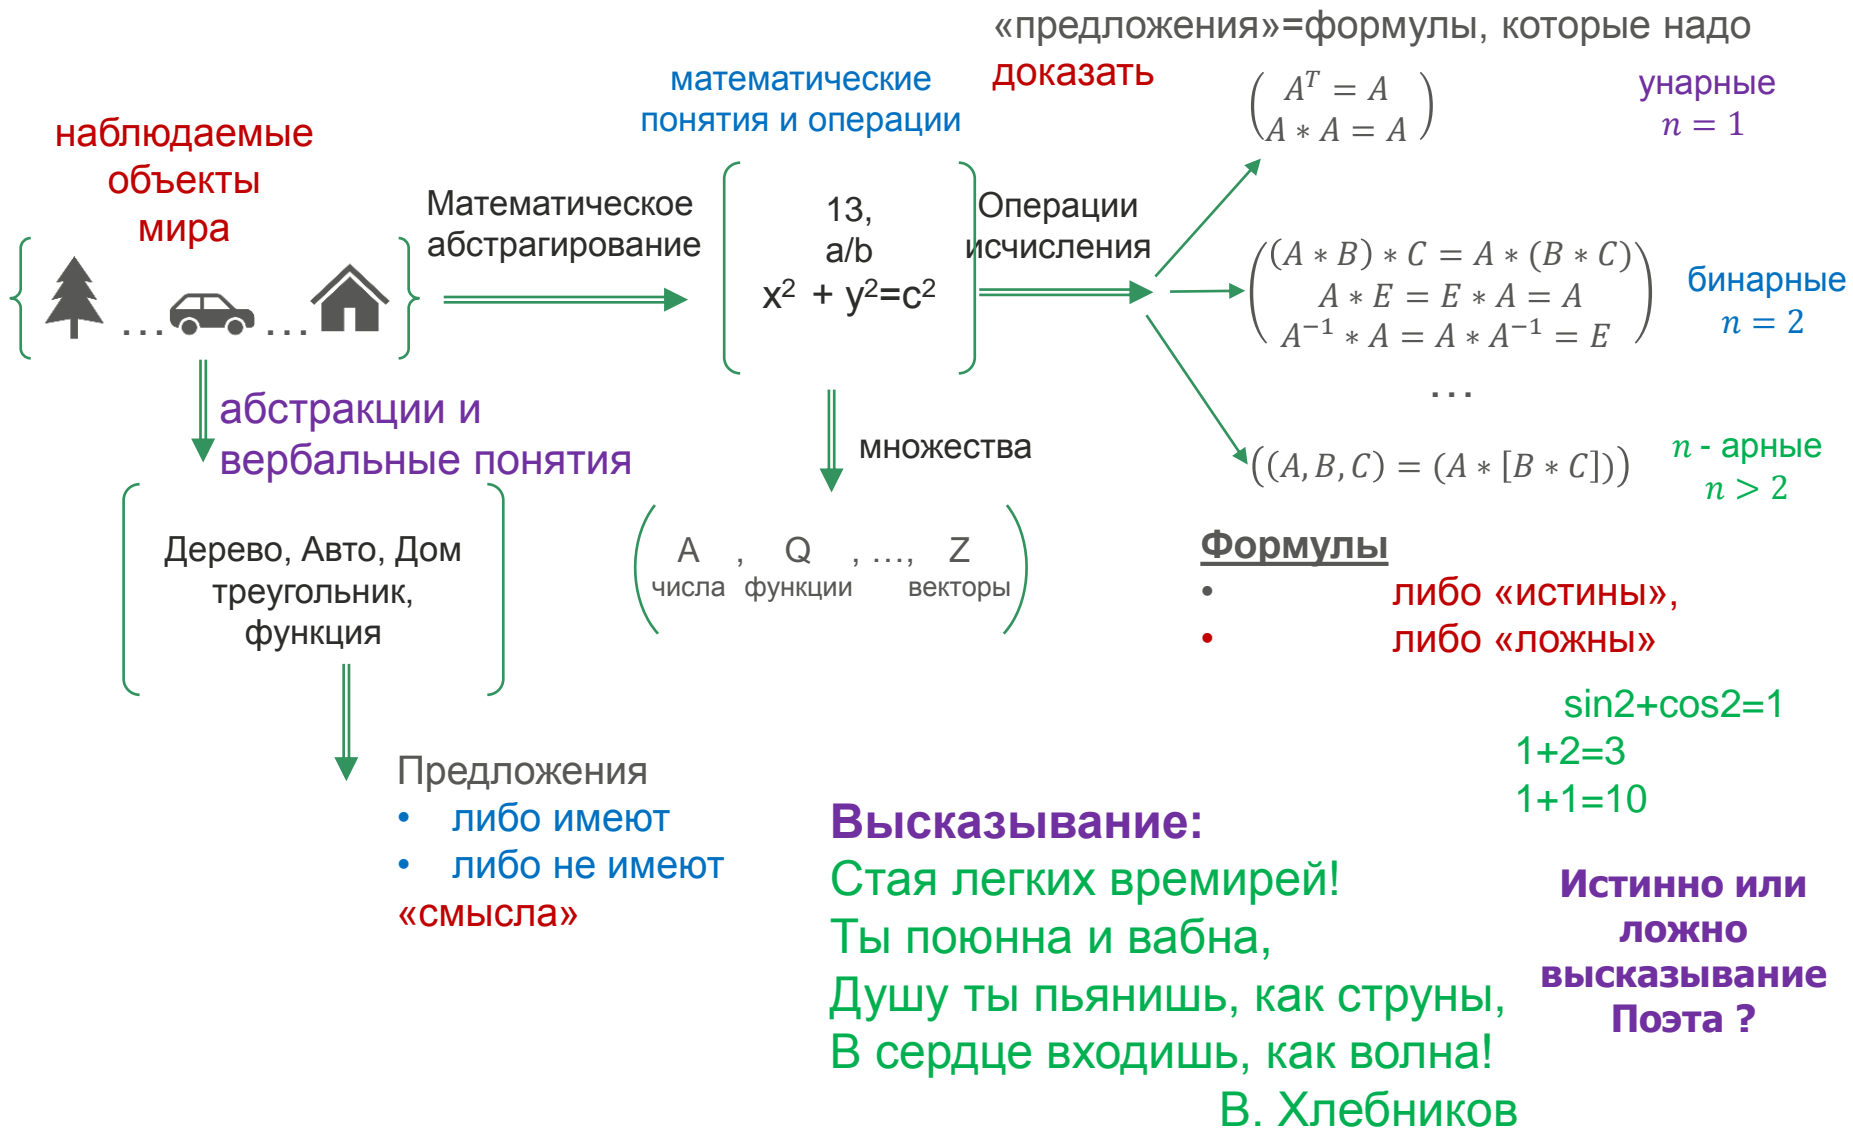 «предложения»=формулы, которые надо
доказать
математические
понятия и операции
наблюдаемые
объекты
мира
... ...
Математическое
абстрагирование
13,
a/b
x² + y²=c²
Операции
исчисления
(A^T = A
A ∗ A = A)
унарные
n = 1
((A ∗ B) ∗ C = A ∗ (B ∗ C)
A ∗ E = E ∗ A = A
A⁻¹ ∗ A = A ∗ A⁻¹ = E)
бинарные
n = 2
...
((A, B, C) = (A ∗ [B ∗ C]))
n - арные
n > 2
абстракции и
вербальные понятия
множества
Дерево, Авто, Дом
треугольник,
функция
A , Q , …, Z
числа функции векторы
Формулы
• либо «истины»,
• либо «ложны»
sin2+cos2=1
1+2=3
1+1=10
Предложения
• либо имеют
• либо не имеют
«смысла»
Высказывание:
Стая легких времирей!
Ты поюнна и вабна,
Душу ты пьянишь, как струны,
В сердце входишь, как волна!
В. Хлебников
Истинно или
ложно
высказывание
Поэта ?